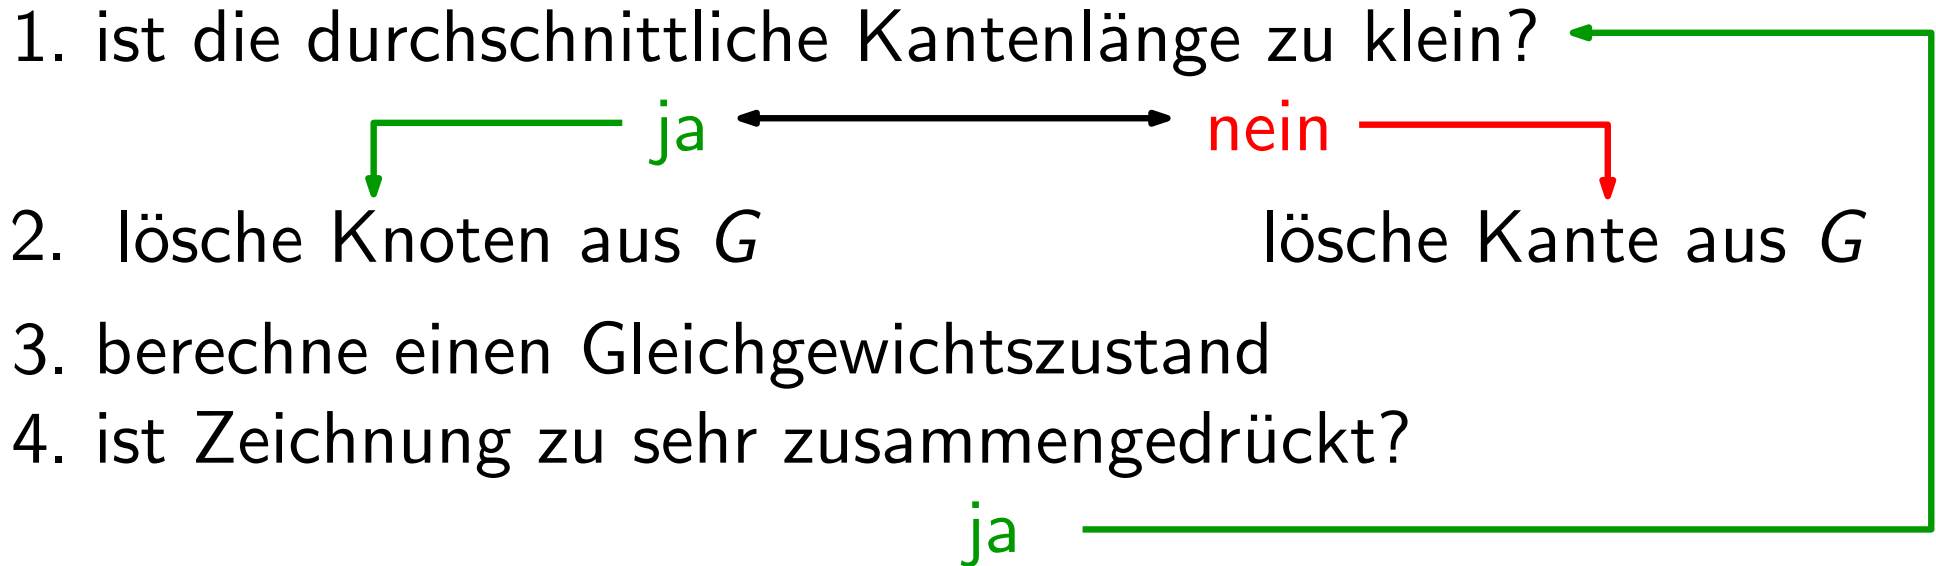 1. ist die durchschnittliche Kantenlänge zu klein?
ja nein
2. lösche Knoten aus G lösche Kante aus G
3. berechne einen Gleichgewichtszustand
4. ist Zeichnung zu sehr zusammengedrückt?
ja